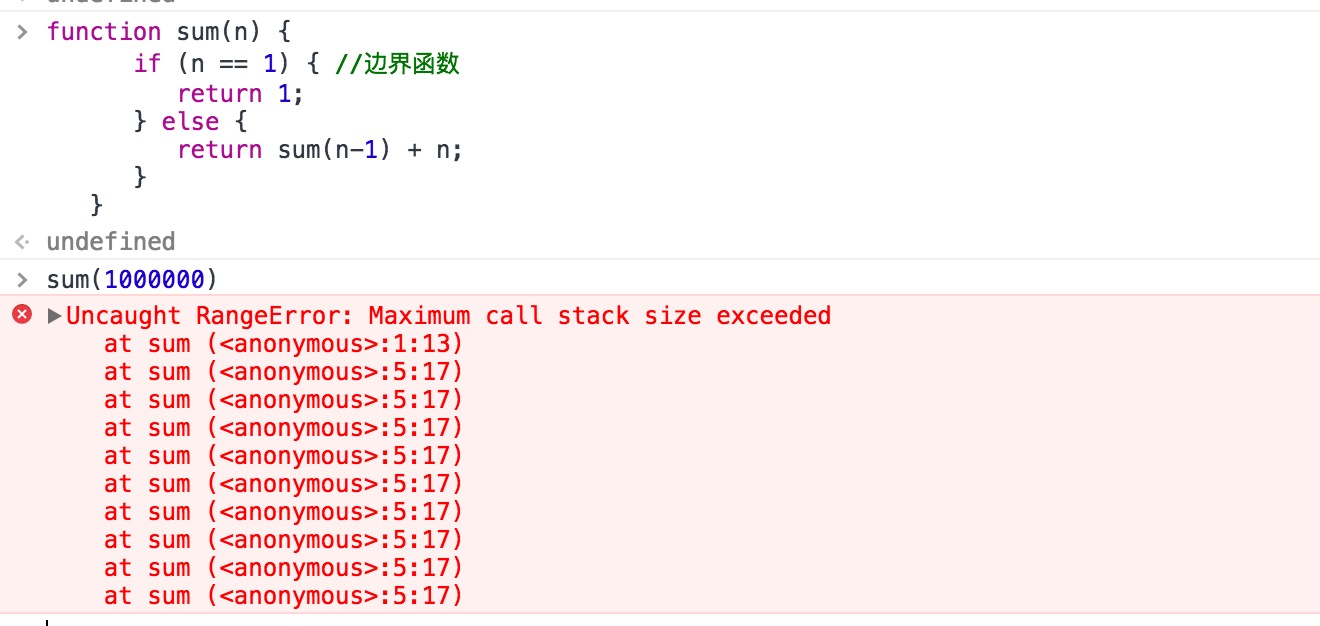 undefined
> function sum(n) {
if (n == 1) { //边界函数
return 1;
} else {
return sum(n-1) + n;
}
}
undefined
> sum(1000000)
Uncaught RangeError: Maximum call stack size exceeded
at sum (<anonymous>:1:13)
at sum (<anonymous>:5:17)
at sum (<anonymous>:5:17)
at sum (<anonymous>:5:17)
at sum (<anonymous>:5:17)
at sum (<anonymous>:5:17)
at sum (<anonymous>:5:17)
at sum (<anonymous>:5:17)
at sum (<anonymous>:5:17)
at sum (<anonymous>:5:17)